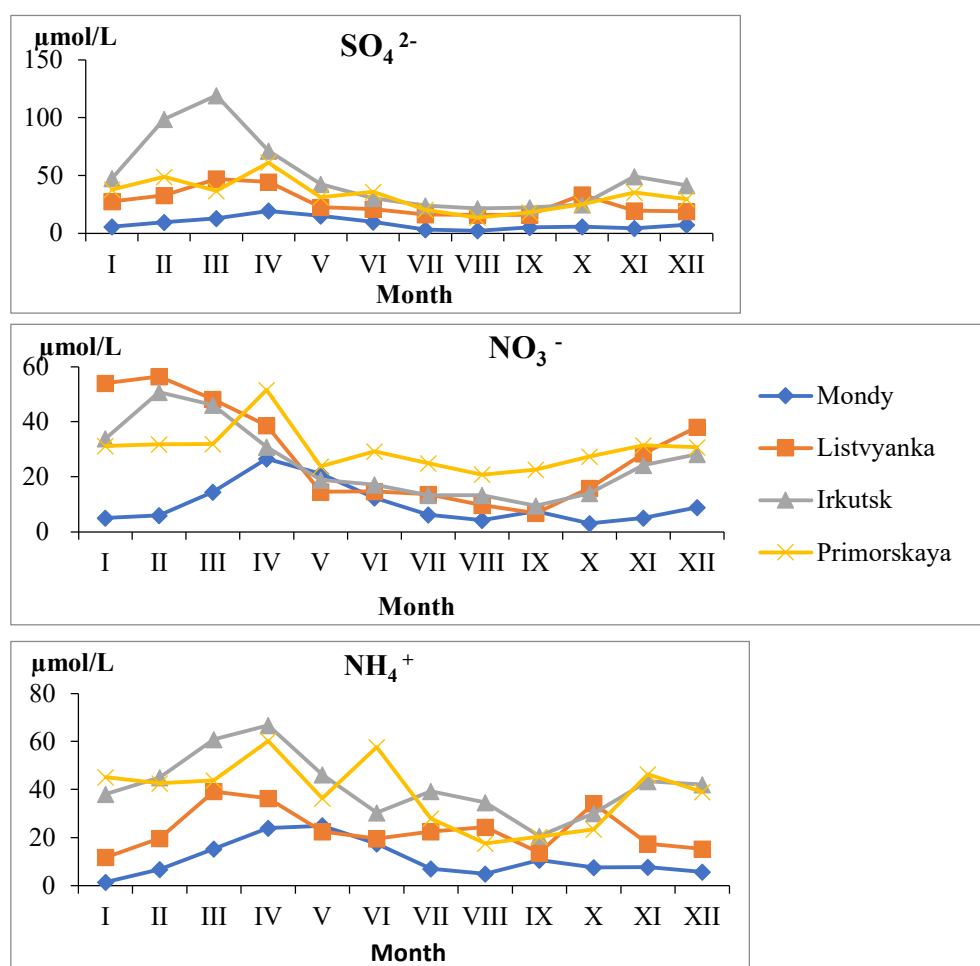 µmol/L
SO₄²⁻
150
100
50
0
I II III IV V VI VII VIII IX X XI XII
Month
µmol/L
NO₃⁻
60
40
20
0
I II III IV V VI VII VIII IX X XI XII
Month
Mondy
Listvyanka
Irkutsk
Primorskaya
µmol/L
NH₄⁺
80
60
40
20
0
I II III IV V VI VII VIII IX X XI XII
Month